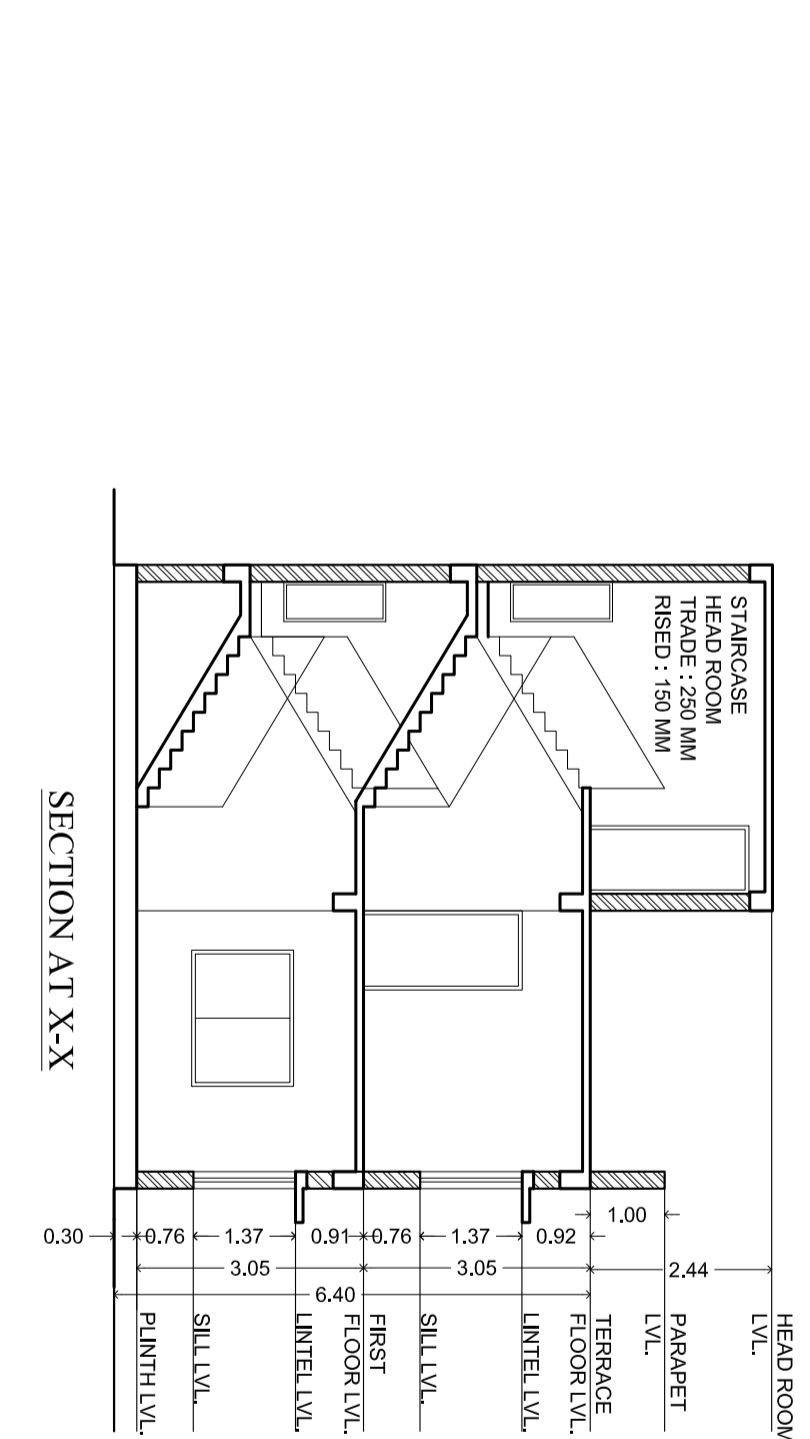 STAIRCASE
HEAD ROOM
TRADE : 250 MM
RISED : 150 MM
HEAD ROOM
LVL.
PARAPET
LVL.
TERRACE
FLOOR LVL.
LINTEL LVL.
SILL LVL.
FIRST
FLOOR LVL.
LINTEL LVL.
SILL LVL.
PLINTH LVL.
1.00
0.30
0.76
1.37
0.91
0.76
1.37
0.92
3.05
3.05
2.44
6.40
SECTION AT X-X